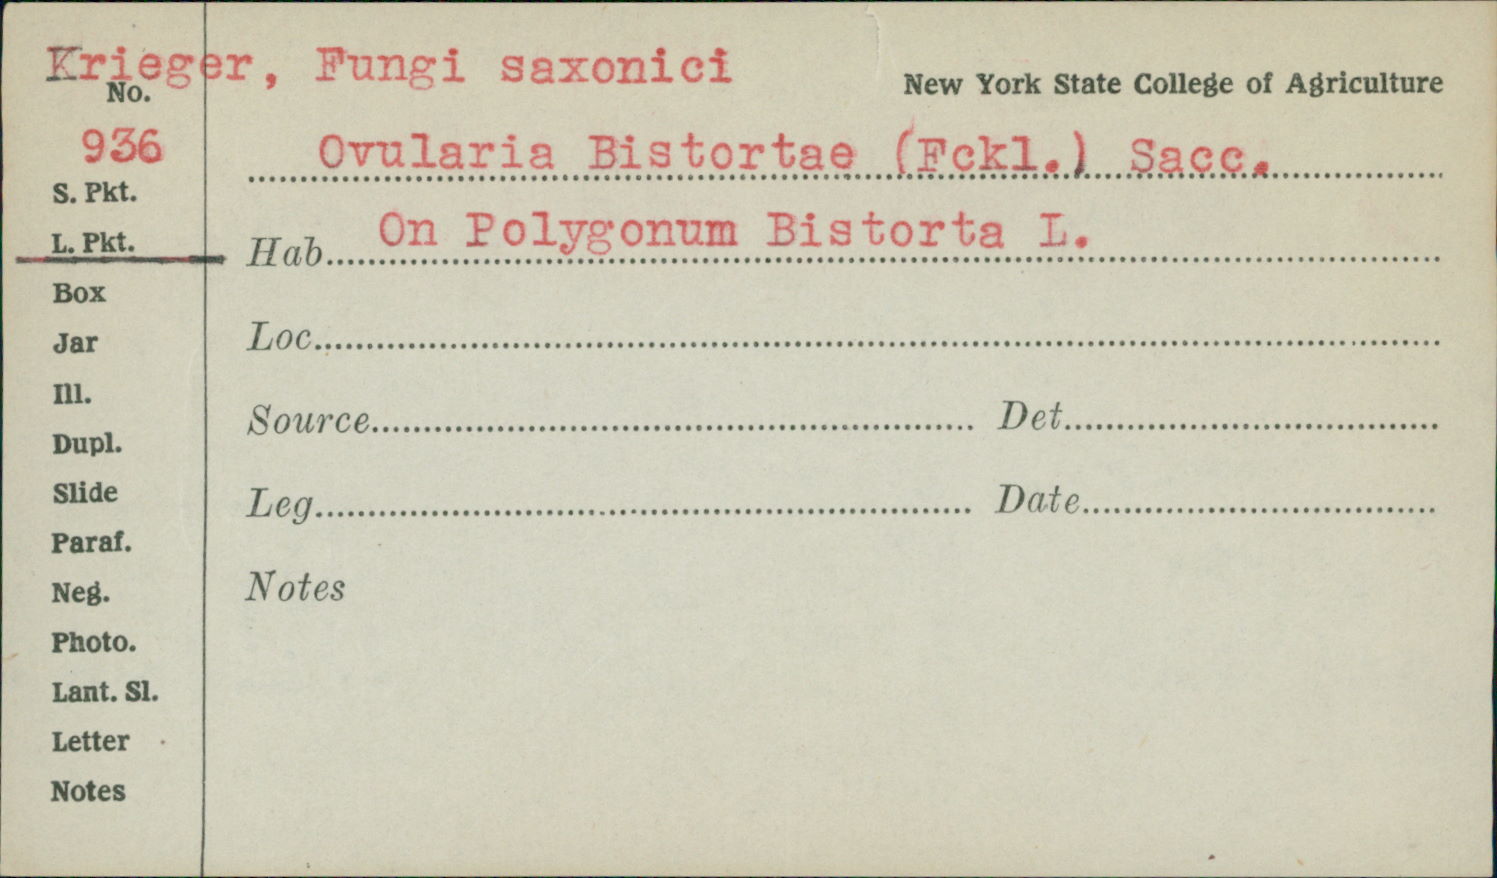 Krieger, Fungi saxonici
New York State College of Agriculture
No.
936
Ovularia Bistortae (Fckl.) Sacc.
S. Pkt.
L. Pkt.
Hab. On Polygonum Bistorta L.
Box
Jar
Loc.
Ill.
Source
Det.
Dupl.
Slide
Leg.
Date
Paraf.
Neg.
Notes
Photo.
Lant. Sl.
Letter
Notes